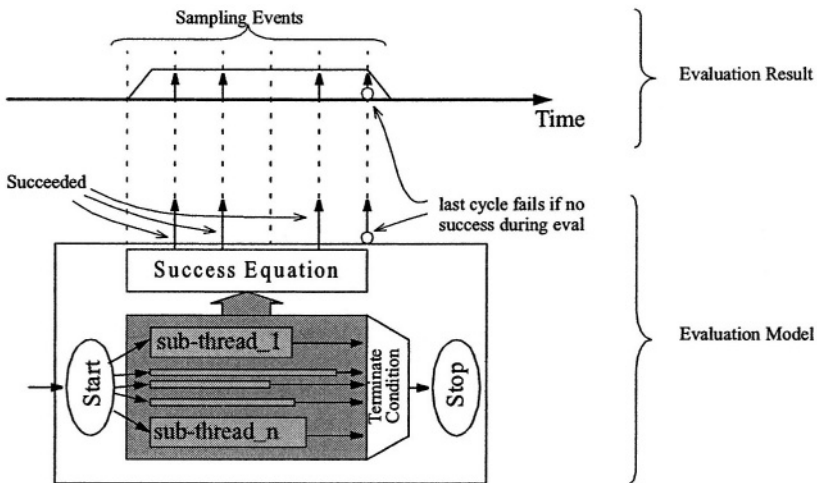 Sampling Events
Evaluation Result
Time
Succeeded
last cycle fails if no
success during eval
Success Equation
Evaluation Model
sub-thread_1
Start
Terminate
Condition
Stop
sub-thread_n